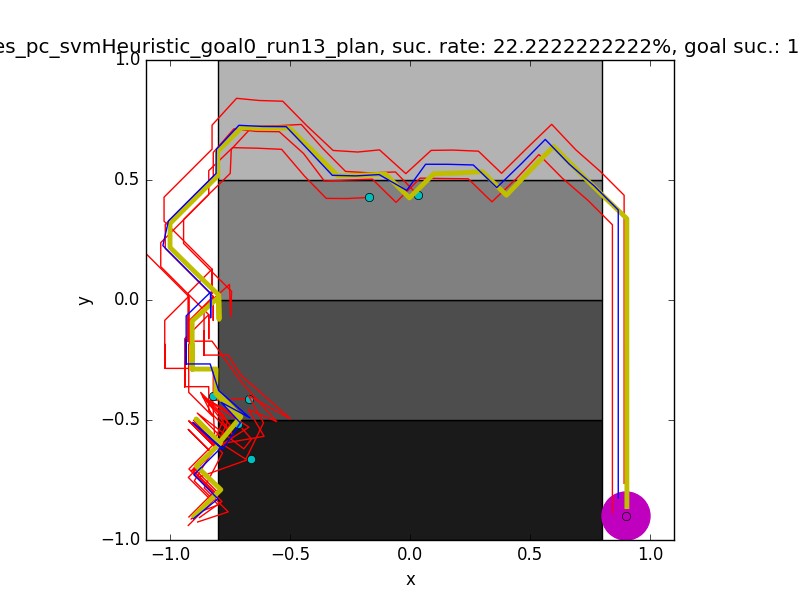 es_pc_svmHeuristic_goal0_run13_plan, suc. rate: 22.2222222222%, goal suc.: 1
1.0
0.5
0.0
−0.5
−1.0
y
−1.0 −0.5 0.0 0.5 1.0
x